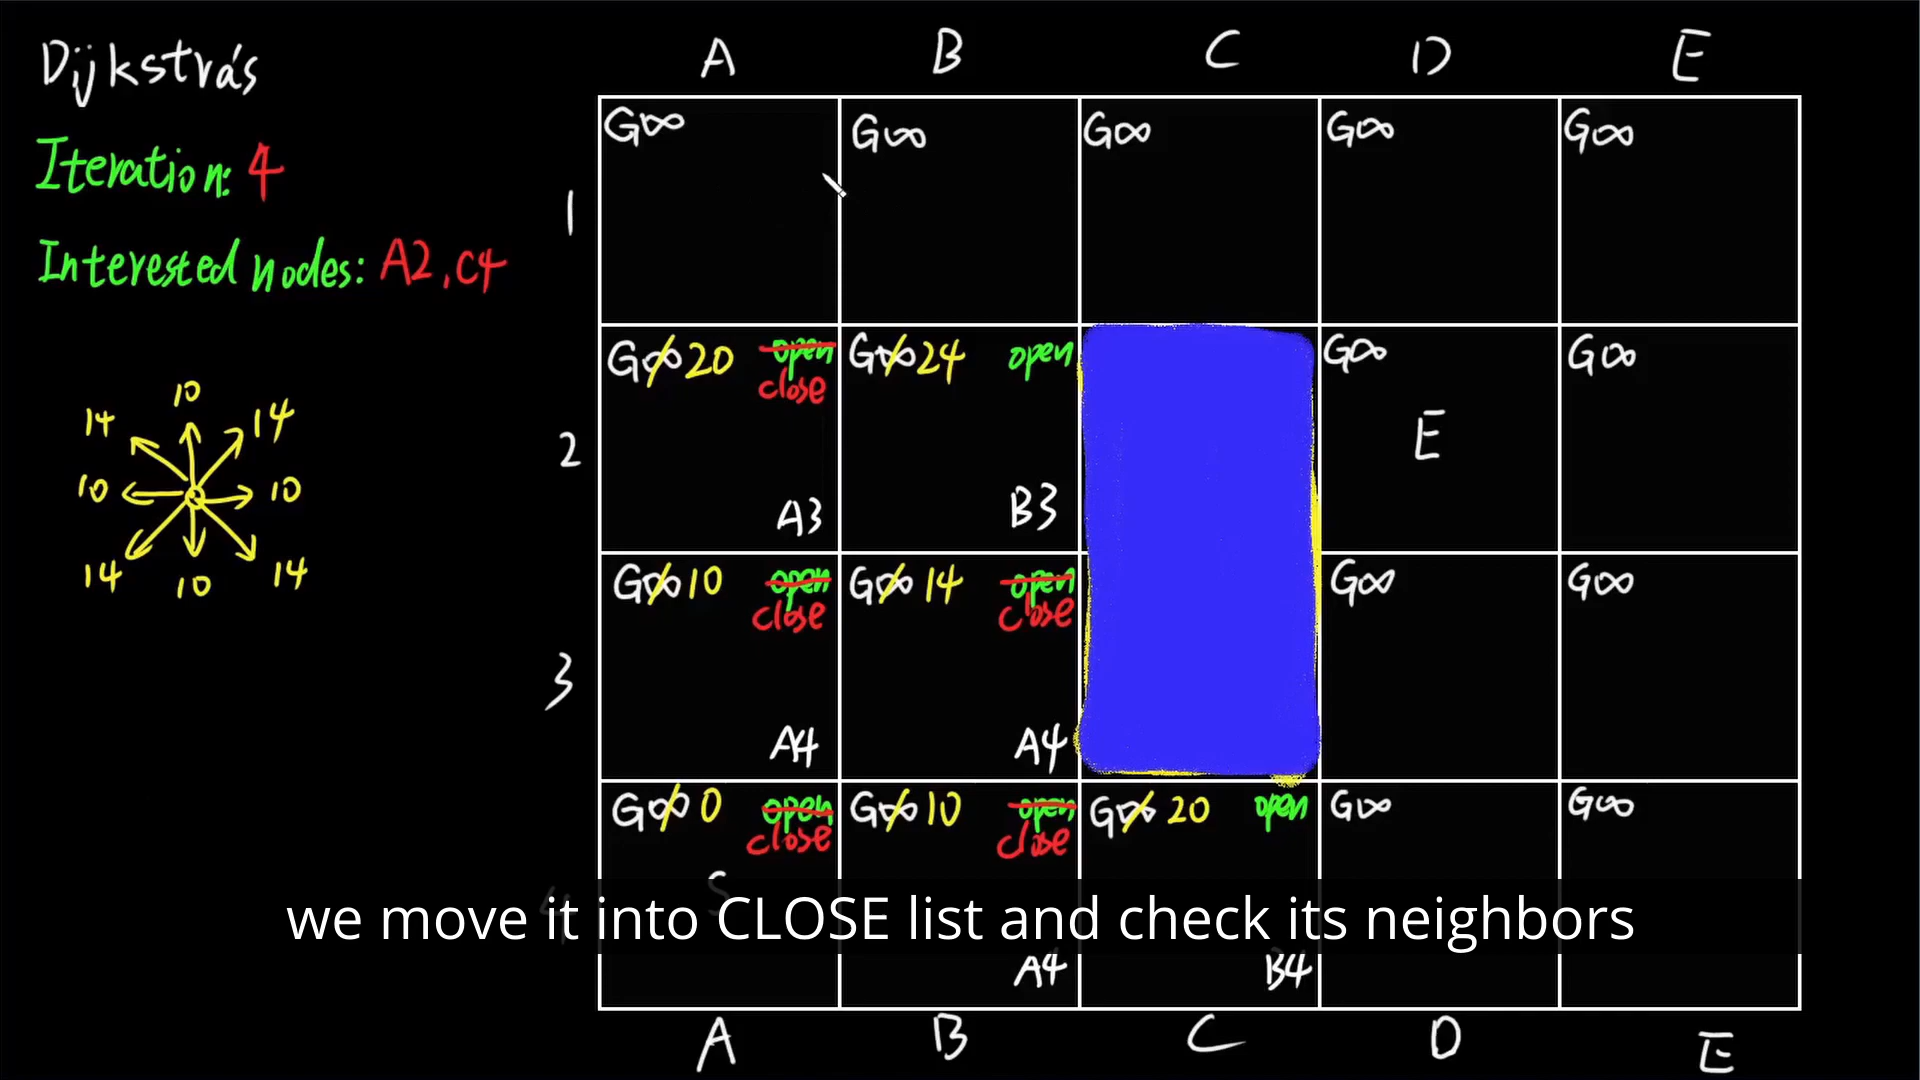 Dijkstra's
Iteration: 4
Interested nodes: A2, C4
10
14 14
10 10
14 10 14
A B C D E
1
G∞ G∞ G∞ G∞ G∞
2
G∞ 20 open close A3
G∞ 24 open B3
G∞ E
G∞
3
G∞ 10 open close A4
G∞ 14 open close A4
G∞
G∞
4
G∞ 0 open close S
G∞ 10 open close A4
G∞ 20 open B4
G∞
G∞
we move it into CLOSE list and check its neighbors
A B C D E